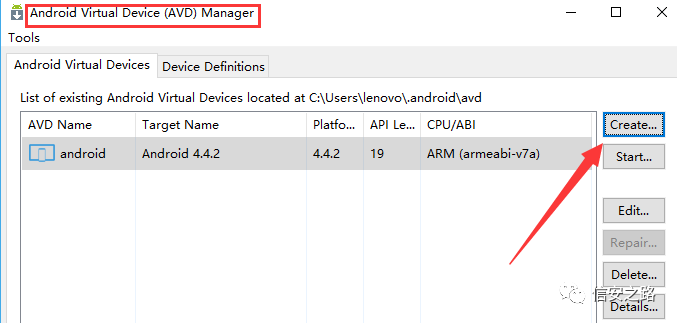 Android Virtual Device (AVD) Manager
Tools
Android Virtual Devices
Device Definitions
List of existing Android Virtual Devices located at C:\Users\lenovo\.android\avd
AVD Name Target Name Platfo... API Le... CPU/ABI
android Android 4.4.2 4.4.2 19 ARM (armeabi-v7a)
Create...
Start...
Edit...
Repair...
Delete...
Details...
信安之路